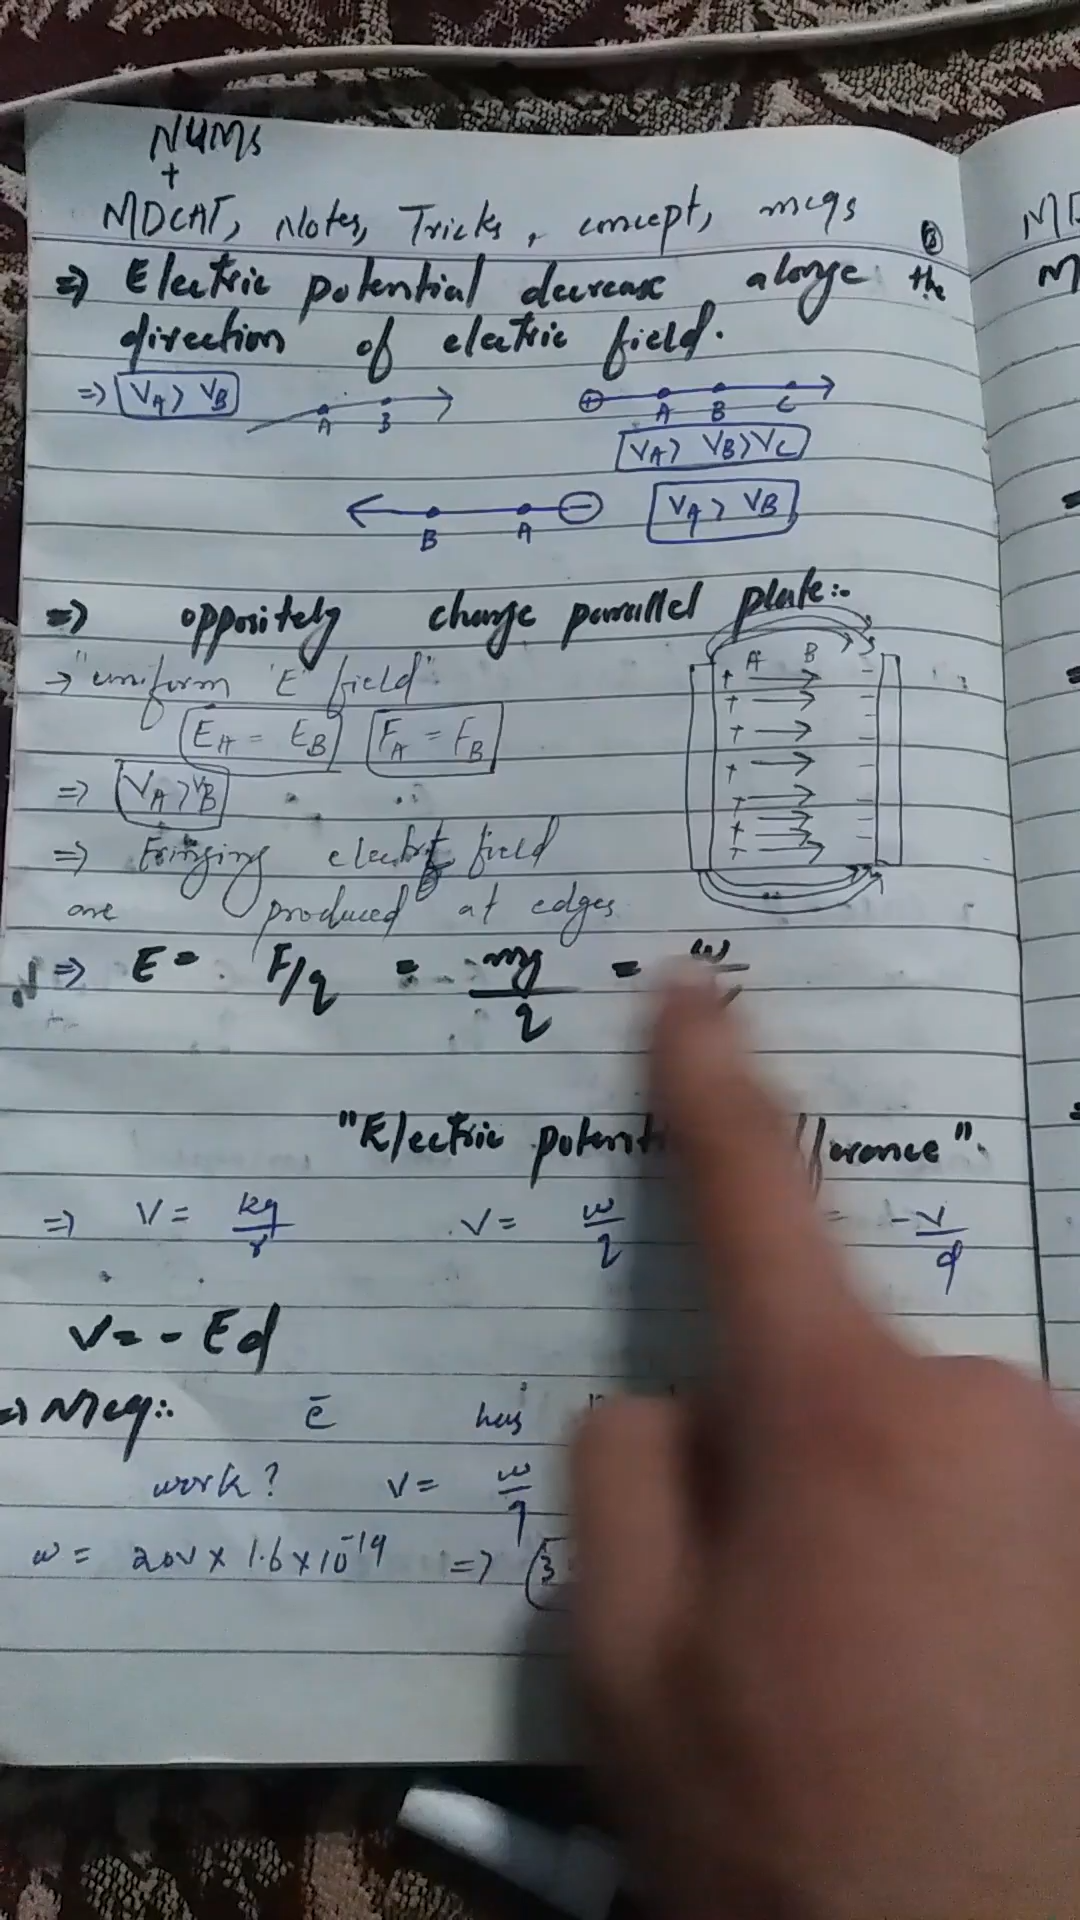 NUMS
+
MDCAT, Notes, Tricks, concept, mcqs
⇒ Electric potential decrease alonge the
direction of electric field.
⇒ VA > VB
A B
+ A B C
VA > VB > VC
B A −
VA > VB
⇒ oppositely charge parallel plate:-
→ "uniform 'E' field"
A B
EA = EB FA = FB
⇒ VA > VB
⇒ Fringing electric field
are produced at edges
⇒ E = F/q = mg/q = w
"Electric
⇒ V = kq/r V = w/q = -V/d
V = - Ed
⇒ Mcq:- ē has
work? V = w/q
w = 20V × 1.6 × 10^-19 ⇒ 3